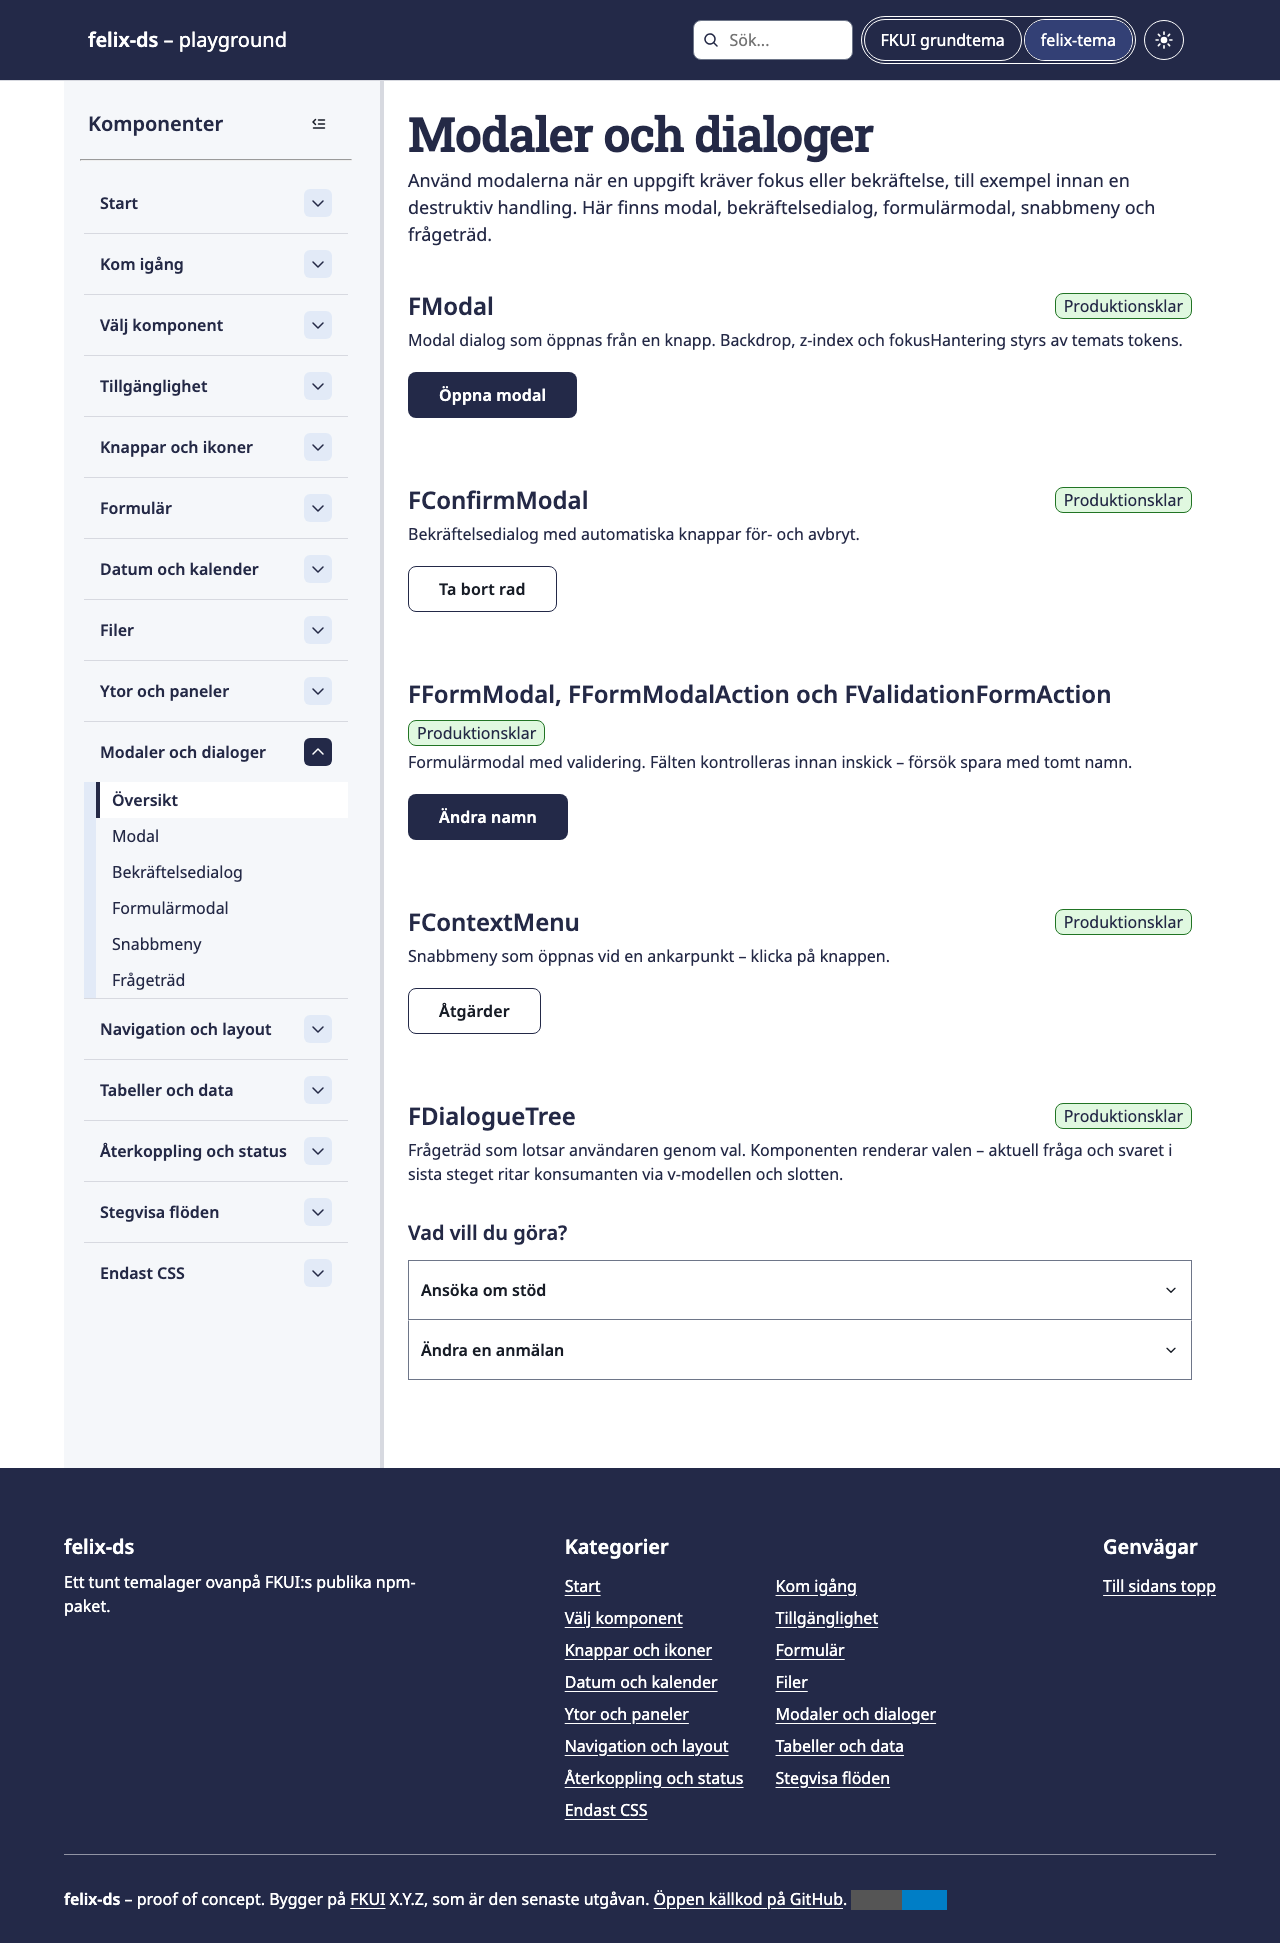 felix-ds – playground
Sök...
FKUI grundtema
felix-tema
Komponenter
Start
Kom igång
Välj komponent
Tillgänglighet
Knappar och ikoner
Formulär
Datum och kalender
Filer
Ytor och paneler
Modaler och dialoger
Översikt
Modal
Bekräftelsedialog
Formulärmodal
Snabbmeny
Frågeträd
Navigation och layout
Tabeller och data
Återkoppling och status
Stegvisa flöden
Endast CSS
Modaler och dialoger
Använd modalerna när en uppgift kräver fokus eller bekräftelse, till exempel innan en
destruktiv handling. Här finns modal, bekräftelsedialog, formulärmodal, snabbmeny och
frågeträd.
FModal
Produktionsklar
Modal dialog som öppnas från en knapp. Backdrop, z-index och fokusHantering styrs av temats tokens.
Öppna modal
FConfirmModal
Produktionsklar
Bekräftelsedialog med automatiska knappar för- och avbryt.
Ta bort rad
FFormModal, FFormModalAction och FValidationFormAction
Produktionsklar
Formulärmodal med validering. Fälten kontrolleras innan inskick – försök spara med tomt namn.
Ändra namn
FContextMenu
Produktionsklar
Snabbmeny som öppnas vid en ankarpunkt – klicka på knappen.
Åtgärder
FDialogueTree
Produktionsklar
Frågeträd som lotsar användaren genom val. Komponenten renderar valen – aktuell fråga och svaret i
sista steget ritar konsumanten via v-modellen och slotten.
Vad vill du göra?
Ansöka om stöd
Ändra en anmälan
felix-ds
Ett tunt temalager ovanpå FKUI:s publika npm-
paket.
Kategorier
Start
Kom igång
Välj komponent
Tillgänglighet
Knappar och ikoner
Formulär
Datum och kalender
Filer
Ytor och paneler
Modaler och dialoger
Navigation och layout
Tabeller och data
Återkoppling och status
Stegvisa flöden
Endast CSS
Genvägar
Till sidans topp
felix-ds – proof of concept. Bygger på FKUI X.Y.Z, som är den senaste utgåvan. Öppen källkod på GitHub.